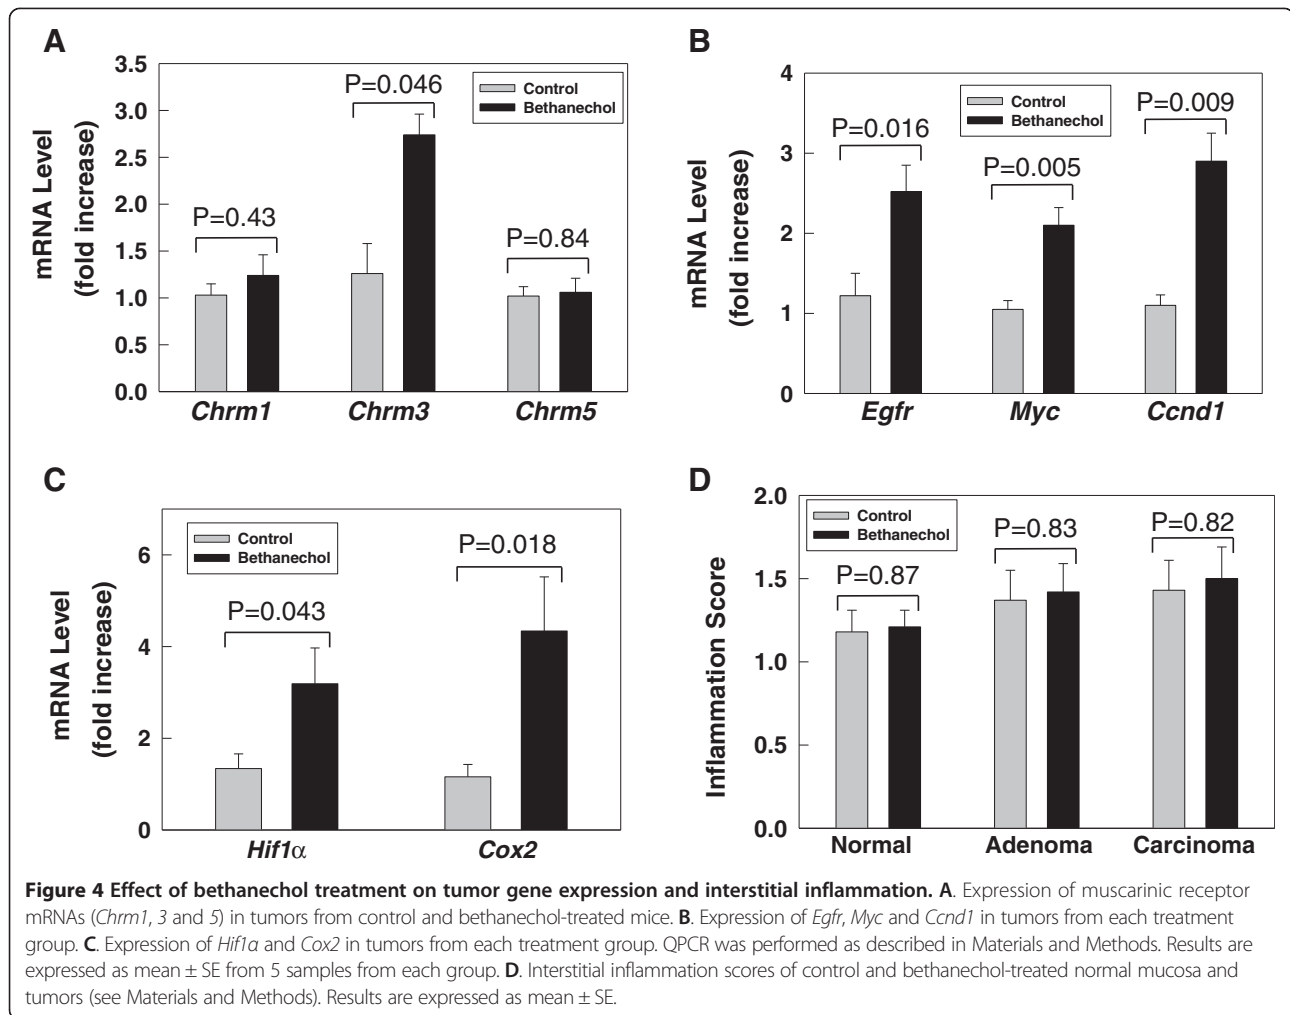 A
3.5
3.0
2.5
2.0
1.5
1.0
0.5
0.0
mRNA Level
(fold increase)
Control
Bethanechol
P=0.43
P=0.046
P=0.84
Chrm1 Chrm3 Chrm5
B
4
3
2
1
0
mRNA Level
(fold increase)
Control
Bethanechol
P=0.016
P=0.005
P=0.009
Egfr Myc Ccnd1
C
6
4
2
0
mRNA Level
(fold increase)
Control
Bethanechol
P=0.043
P=0.018
Hif1α Cox2
D
2.0
1.5
1.0
0.5
0.0
Inflammation Score
Control
Bethanechol
P=0.87
P=0.83
P=0.82
Normal Adenoma Carcinoma
Figure 4 Effect of bethanechol treatment on tumor gene expression and interstitial inflammation. A. Expression of muscarinic receptor
mRNAs (Chrm1, 3 and 5) in tumors from control and bethanechol-treated mice. B. Expression of Egfr, Myc and Ccnd1 in tumors from each treatment
group. C. Expression of Hif1α and Cox2 in tumors from each treatment group. QPCR was performed as described in Materials and Methods. Results are
expressed as mean ± SE from 5 samples from each group. D. Interstitial inflammation scores of control and bethanechol-treated normal mucosa and
tumors (see Materials and Methods). Results are expressed as mean ± SE.